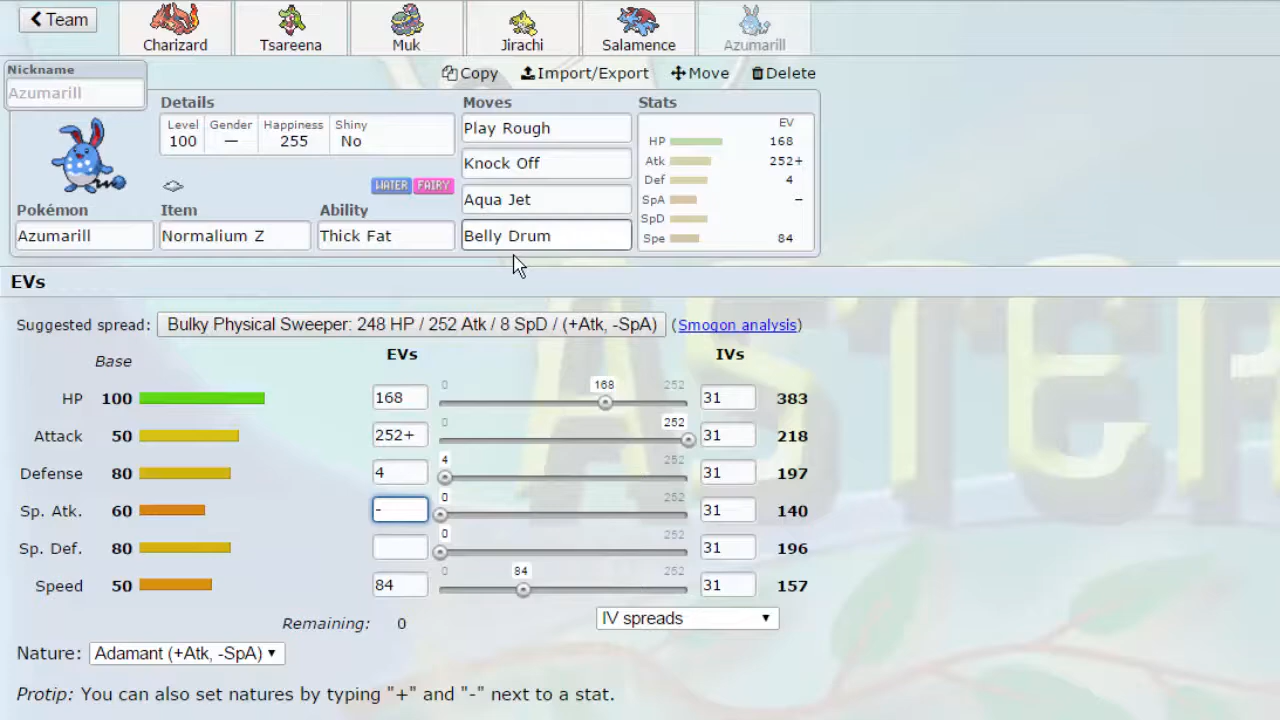 Team
Charizard
Tsareena
Muk
Jirachi
Salamence
Azumarill
Nickname
Azumarill
Copy
Import/Export
Move
Delete
Details
Moves
Stats
Level
Gender
Happiness
Shiny
100
—
255
No
Play Rough
Knock Off
Aqua Jet
Belly Drum
EV
HP 168
Atk 252+
Def 4
SpA –
SpD
Spe 84
WATER FAIRY
Pokémon
Item
Ability
Azumarill
Normalium Z
Thick Fat
EVs
Suggested spread: Bulky Physical Sweeper: 248 HP / 252 Atk / 8 SpD / (+Atk, -SpA) (Smogon analysis)
Base EVs IVs
HP 100 168 0 168 252 31 383
Attack 50 252+ 0 252 31 218
Defense 80 4 4 252 31 197
Sp. Atk. 60 - 0 252 31 140
Sp. Def. 80 0 252 31 196
Speed 50 84 0 84 252 31 157
Remaining: 0 IV spreads
Nature: Adamant (+Atk, -SpA)
Protip: You can also set natures by typing "+" and "-" next to a stat.